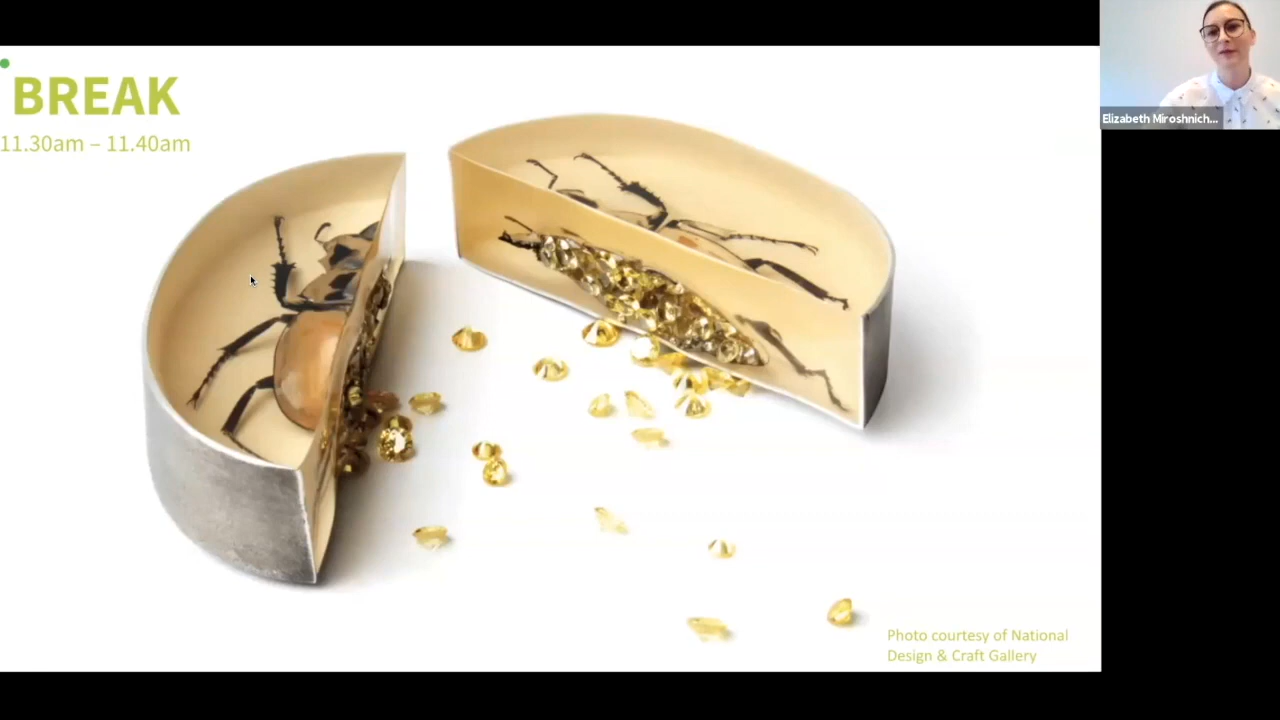 BREAK
11.30am – 11.40am
Elizabeth Miroshnich...
Photo courtesy of National
Design & Craft Gallery